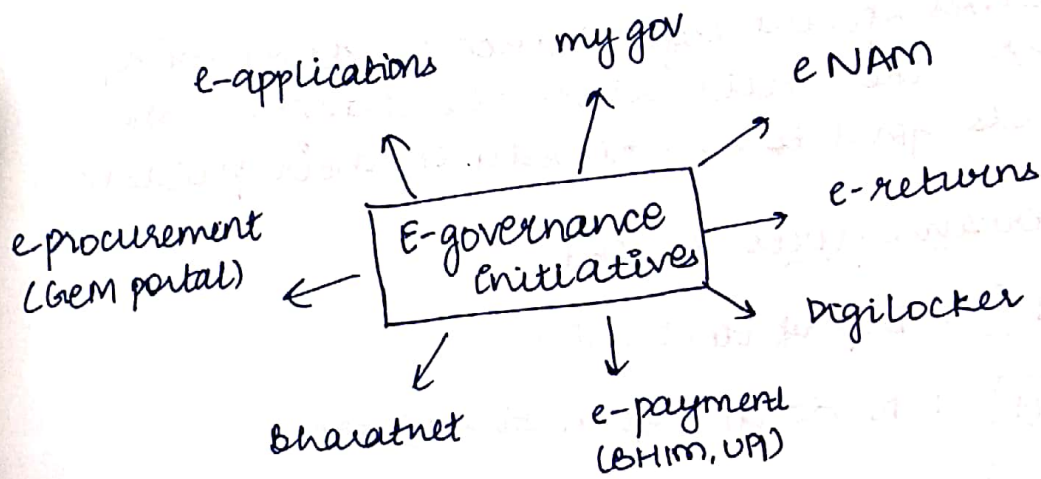 my gov
e-applications
eNAM
e-returns
E-governance
initiatives
e-procurement
(GeM portal)
Digilocker
Bharatnet
e-payment
(BHIM, UPI)